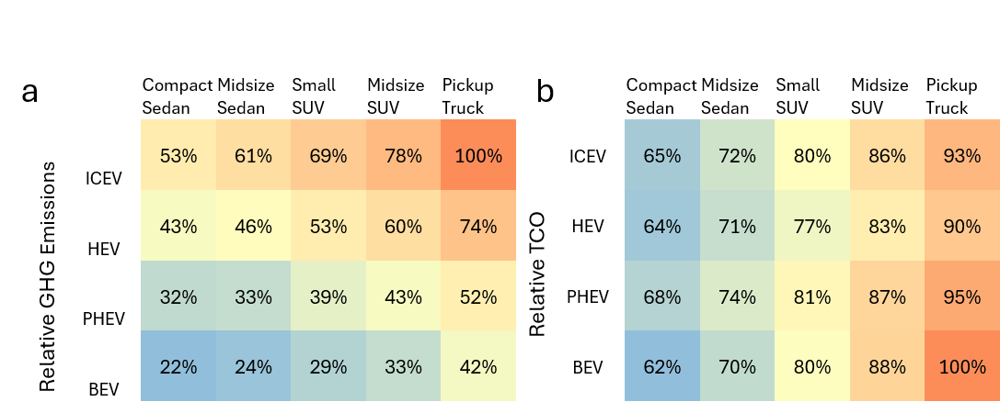 a
Compact Midsize Small Midsize Pickup
Sedan Sedan SUV SUV Truck
Relative GHG Emissions
ICEV 53% 61% 69% 78% 100%
HEV 43% 46% 53% 60% 74%
PHEV 32% 33% 39% 43% 52%
BEV 22% 24% 29% 33% 42%
b
Compact Midsize Small Midsize Pickup
Sedan Sedan SUV SUV Truck
Relative TCO
ICEV 65% 72% 80% 86% 93%
HEV 64% 71% 77% 83% 90%
PHEV 68% 74% 81% 87% 95%
BEV 62% 70% 80% 88% 100%